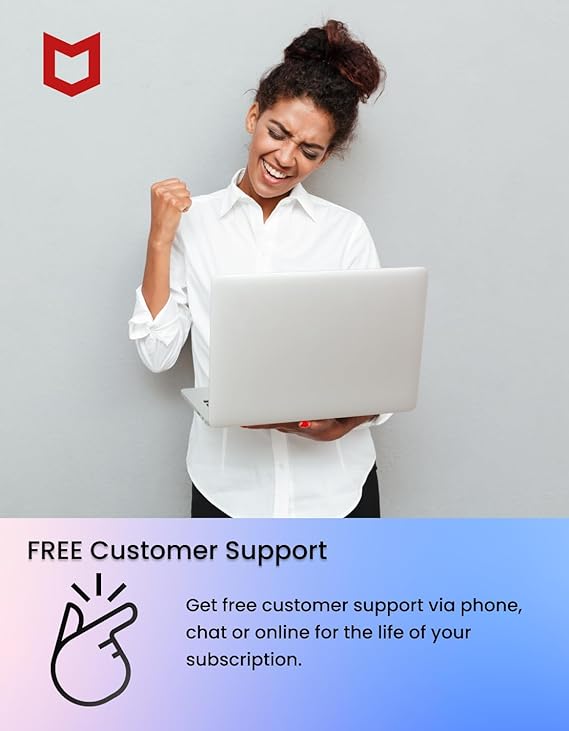 FREE Customer Support
Get free customer support via phone,
chat or online for the life of your
subscription.